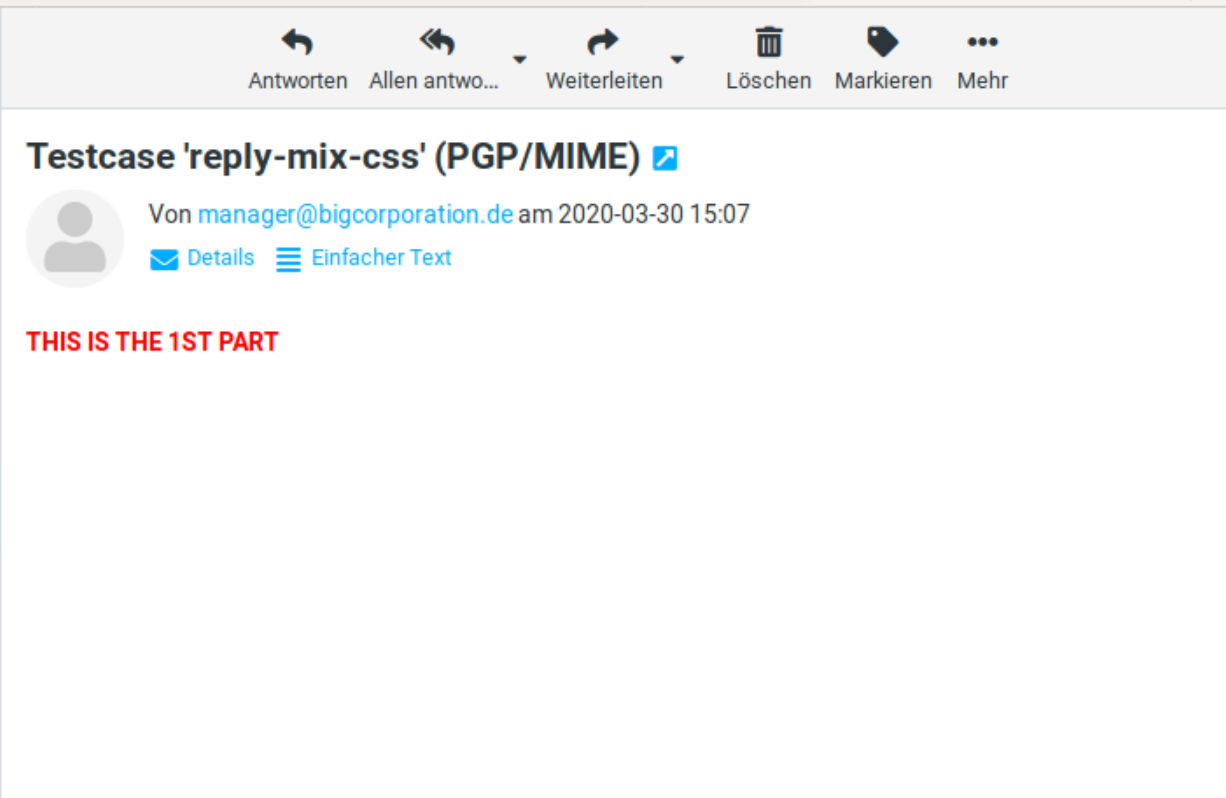 Antworten Allen antwo... Weiterleiten Löschen Markieren Mehr
Testcase 'reply-mix-css' (PGP/MIME)
Von manager@bigcorporation.de am 2020-03-30 15:07
Details Einfacher Text
THIS IS THE 1ST PART